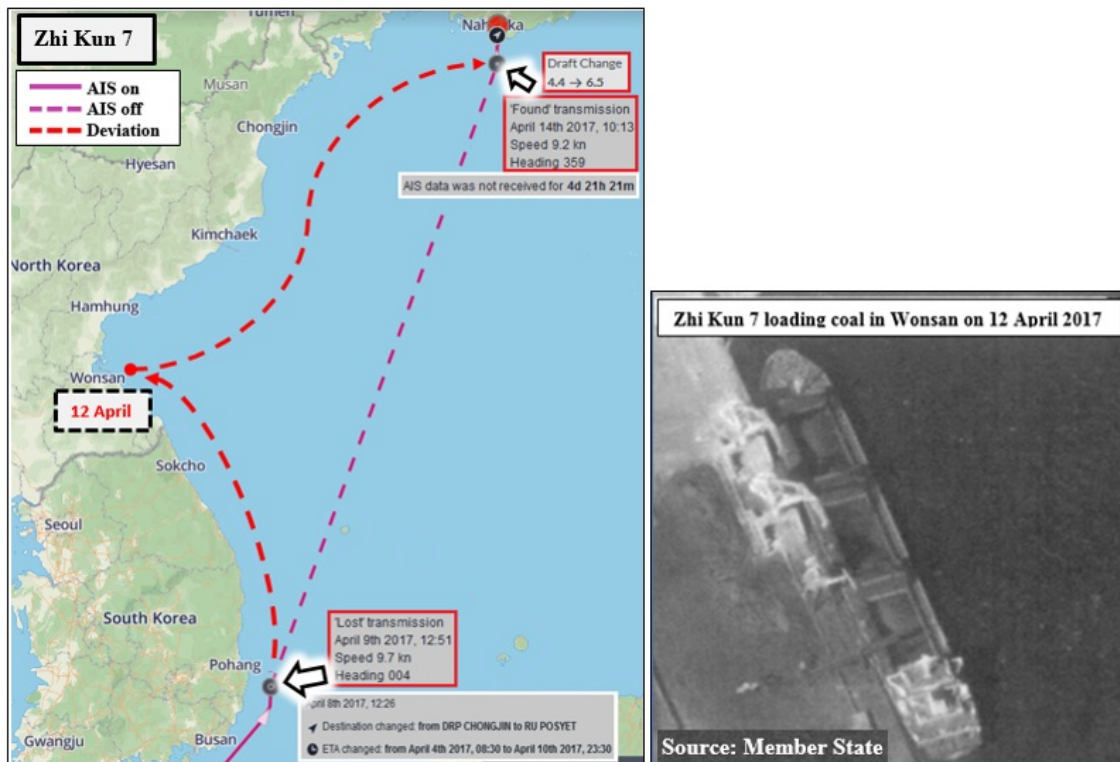 Zhi Kun 7
AIS on
AIS off
Deviation
Tumen
Musan
Chongjin
Hyesan
Kimchaek
North Korea
Hamhung
Wonsan
12 April
Sokcho
Seoul
South Korea
Pohang
Gwangju
Busan
Draft Change
4.4 → 6.5
'Found' transmission
April 14th 2017, 10:13
Speed 9.2 kn
Heading 359
AIS data was not received for 4d 21h 21m
'Lost' transmission
April 9th 2017, 12:51
Speed 9.7 kn
Heading 004
April 8th 2017, 12:26
Destination changed: from DRP CHONGJIN to RU POSYET
ETA changed: from April 4th 2017, 08:30 to April 10th 2017, 23:30
Zhi Kun 7 loading coal in Wonsan on 12 April 2017
Source: Member State